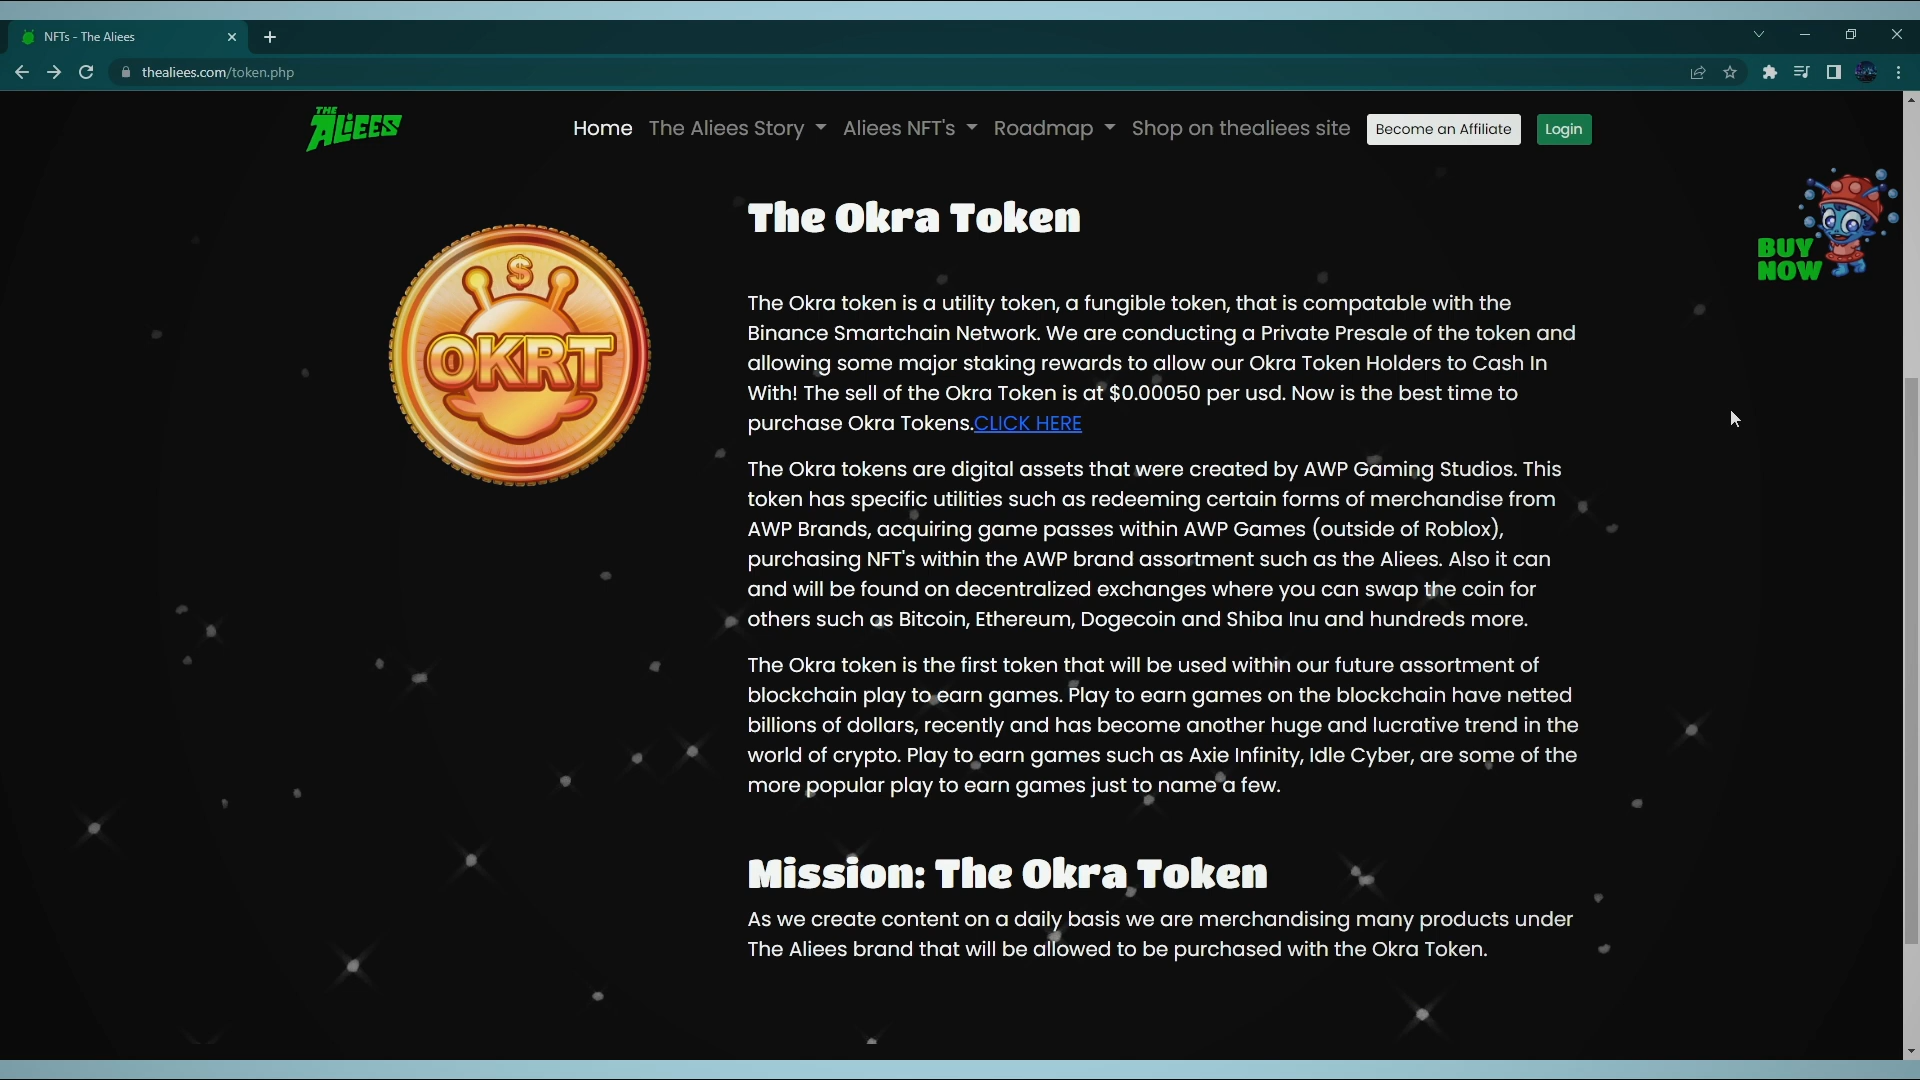 NFTs - The Aliees
thealiees.com/token.php
THE ALiEES
Home The Aliees Story Aliees NFT's Roadmap Shop on thealiees site Become an Affiliate Login
BUY NOW
$
OKRT
The Okra Token
The Okra token is a utility token, a fungible token, that is compatable with the
Binance Smartchain Network. We are conducting a Private Presale of the token and
allowing some major staking rewards to allow our Okra Token Holders to Cash In
With! The sell of the Okra Token is at $0.00050 per usd. Now is the best time to
purchase Okra Tokens.CLICK HERE
The Okra tokens are digital assets that were created by AWP Gaming Studios. This
token has specific utilities such as redeeming certain forms of merchandise from
AWP Brands, acquiring game passes within AWP Games (outside of Roblox),
purchasing NFT's within the AWP brand assortment such as the Aliees. Also it can
and will be found on decentralized exchanges where you can swap the coin for
others such as Bitcoin, Ethereum, Dogecoin and Shiba Inu and hundreds more.
The Okra token is the first token that will be used within our future assortment of
blockchain play to earn games. Play to earn games on the blockchain have netted
billions of dollars, recently and has become another huge and lucrative trend in the
world of crypto. Play to earn games such as Axie Infinity, Idle Cyber, are some of the
more popular play to earn games just to name a few.
Mission: The Okra Token
As we create content on a daily basis we are merchandising many products under
The Aliees brand that will be allowed to be purchased with the Okra Token.